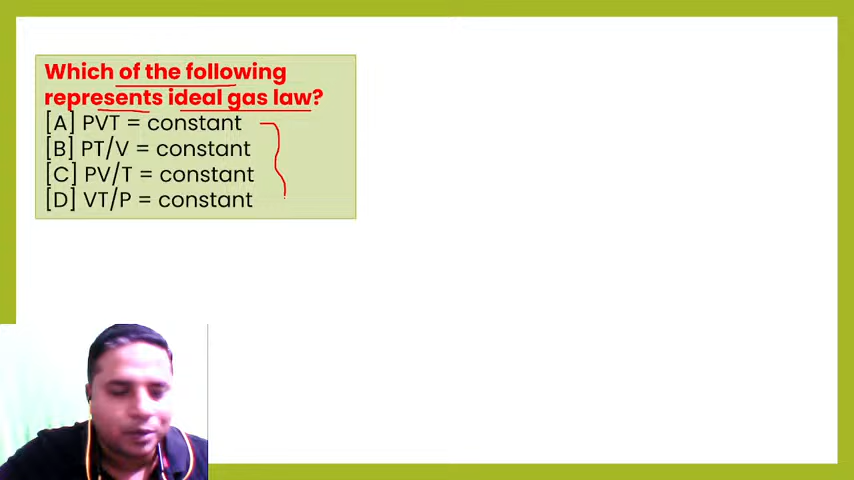 Which of the following
represents ideal gas law?
[A] PVT = constant
[B] PT/V = constant
[C] PV/T = constant
[D] VT/P = constant